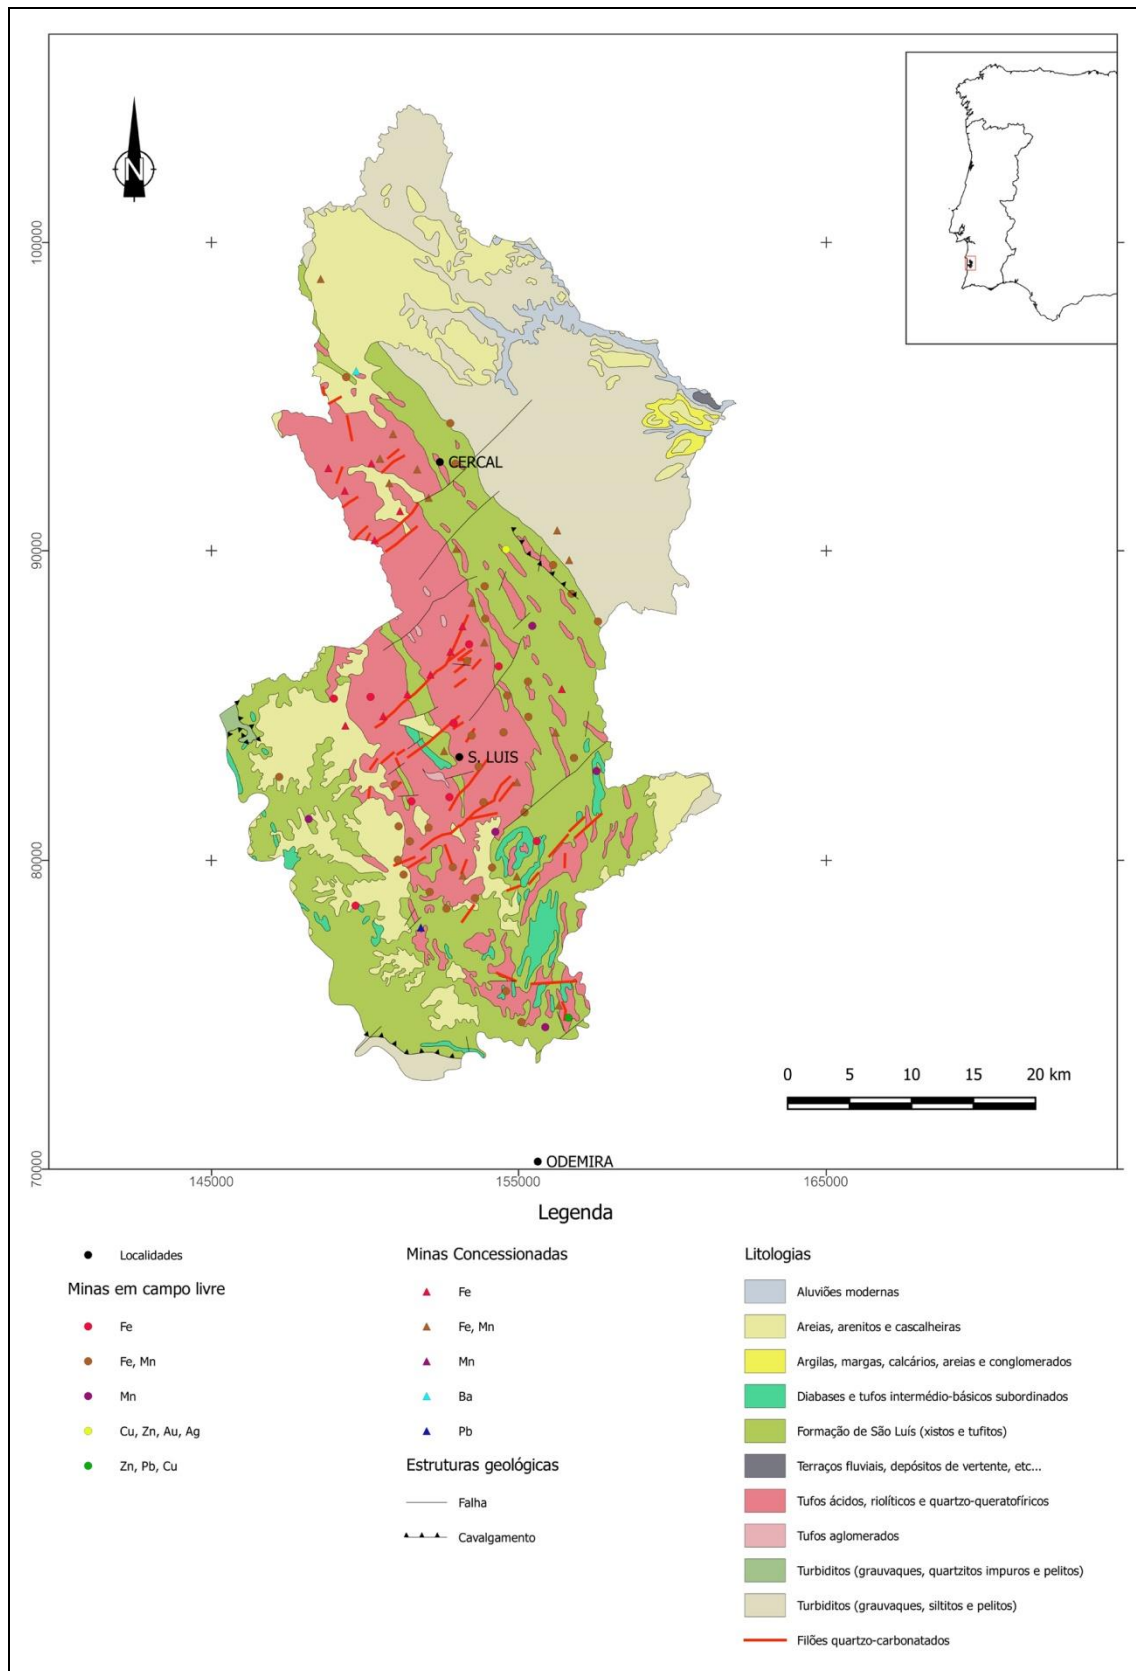 N
100000
90000
80000
70000
CERCAL
S. LUIS
0 5 10 15 20 km
ODEMIRA
145000 155000 165000
Legenda
Localidades
Minas em campo livre
Fe
Fe, Mn
Mn
Cu, Zn, Au, Ag
Zn, Pb, Cu
Minas Concessionadas
Fe
Fe, Mn
Mn
Ba
Pb
Estruturas geológicas
Falha
Cavalgamento
Litologias
Aluviões modernas
Areias, arenitos e cascalheiras
Argilas, margas, calcários, areias e conglomerados
Diabases e tufos intermédio-básicos subordinados
Formação de São Luís (xistos e tufitos)
Terraços fluviais, depósitos de vertente, etc...
Tufos ácidos, riolíticos e quartzo-queratofíricos
Tufos aglomerados
Turbiditos (grauvaques, quartzitos impuros e pelitos)
Turbiditos (grauvaques, siltitos e pelitos)
Filões quartzo-carbonatados